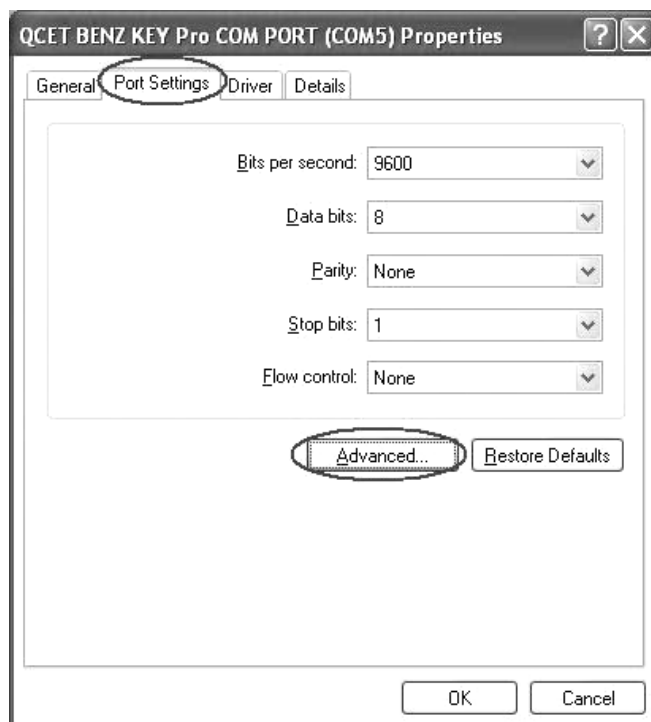 QCET BENZ KEY Pro COM PORT (COM5) Properties
General Port Settings Driver Details
Bits per second: 9600
Data bits: 8
Parity: None
Stop bits: 1
Flow control: None
Advanced... Restore Defaults
OK Cancel